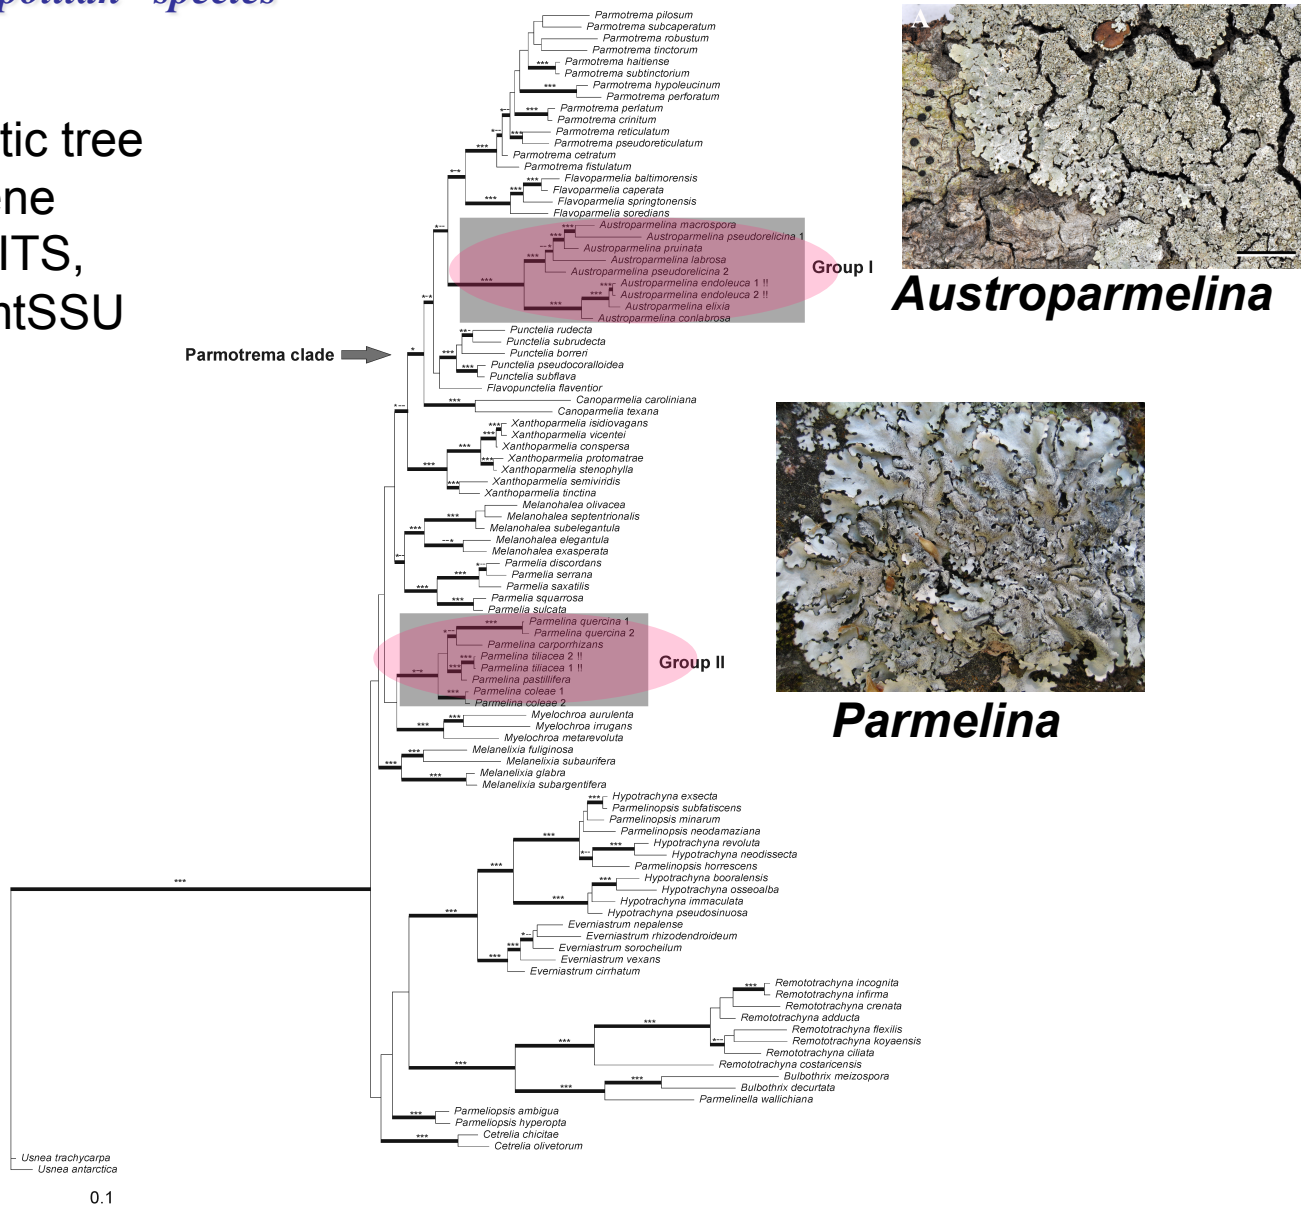 species
tic tree
ene
ITS,
ntSSU
Parmotrema pilosum
Parmotrema subcaperatum
Parmotrema robustum
Parmotrema tinctorum
***
Parmotrema haitiense
Parmotrema subtinctorium
Parmotrema hypoleucinum
***
Parmotrema perforatum
Parmotrema perlatum
***
Parmotrema crinitum
Parmotrema reticulatum
***
Parmotrema pseudoreticulatum
Parmotrema cetratum
***
Parmotrema fistulatum
Flavoparmelia baltimorensis
***
Flavoparmelia caperata
***
Flavoparmelia springtonensis
***
Flavoparmelia soredians
Austroparmelina macrospora
***
Austroparmelina pseudorelicina 1
***
Austroparmelina pruinata
Austroparmelina labrosa
***
Austroparmelina pseudorelicina 2
Group I
Austroparmelina endoleuca 1 !!
***
Austroparmelina endoleuca 2 !!
***
Austroparmelina elixia
***
Austroparmelina conlabrosa
Punctelia rudecta
**-
Punctelia subrudecta
Punctelia borreri
***
Parmotrema clade
*
Punctelia pseudocoralloidea
***
Punctelia subflava
Flavopunctelia flaventior
Canoparmelia caroliniana
***
Canoparmelia texana
Xanthoparmelia isidiovagans
***
Xanthoparmelia vicentei
***
Xanthoparmelia conspersa
***
Xanthoparmelia protomatrae
***
Xanthoparmelia stenophylla
***
Xanthoparmelia semiviridis
***
Xanthoparmelia tinctina
Melanohalea olivacea
Melanohalea septentrionalis
***
Melanohalea subelegantula
***
Melanohalea elegantula
--*
Melanohalea exasperata
Parmelia discordans
*--
Parmelia serrana
***
Parmelia saxatilis
***
Parmelia squarrosa
***
Parmelia sulcata
Parmelina quercina 1
***
Parmelina quercina 2
*--
Parmelina carporrhizans
Parmelina tiliacea 2 !!
***
Group II
Parmelina tiliacea 1 !!
***
Parmelina pastillifera
*-*
Parmelina coleae 1
***
Parmelina coleae 2
Myelochroa aurulenta
***
Myelochroa irrugans
***
Myelochroa metarevoluta
Melanelixia fuliginosa
***
Melanelixia subaurifera
***
Melanelixia glabra
***
Melanelixia subargentifera
Hypotrachyna exsecta
***
Parmelinopsis subfatiscens
Parmelinopsis minarum
Parmelinopsis neodamaziana
***
Hypotrachyna revoluta
***
Hypotrachyna neodissecta
*--
Parmelinopsis horrescens
***
Hypotrachyna booralensis
***
Hypotrachyna osseoalba
Hypotrachyna immaculata
***
Hypotrachyna pseudosinuosa
***
Everniastrum nepalense
Everniastrum rhizodendroideum
*--
Everniastrum sorocheilum
***
Everniastrum vexans
***
Everniastrum cirrhatum
Remototrachyna incognita
***
Remototrachyna infirma
Remototrachyna crenata
Remototrachyna adducta
***
Remototrachyna flexilis
Remototrachyna koyaensis
*--
Remototrachyna ciliata
***
Remototrachyna costaricensis
***
Bulbothrix meizospora
***
Bulbothrix decurtata
***
Parmelinella wallichiana
Parmeliopsis ambigua
***
Parmeliopsis hyperopta
Cetrelia chicitae
***
Cetrelia olivetorum
***
Usnea trachycarpa
Usnea antarctica
0.1
A
Austroparmelina
Parmelina